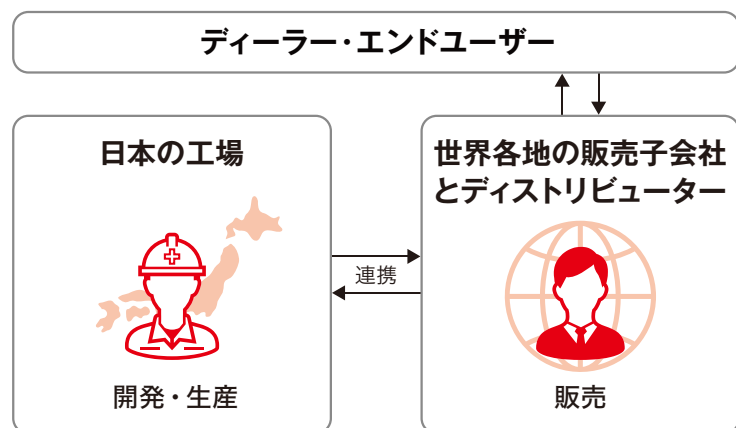 ディーラー・エンドユーザー
日本の工場
開発・生産
連携
世界各地の販売子会社
とディストリビューター
販売